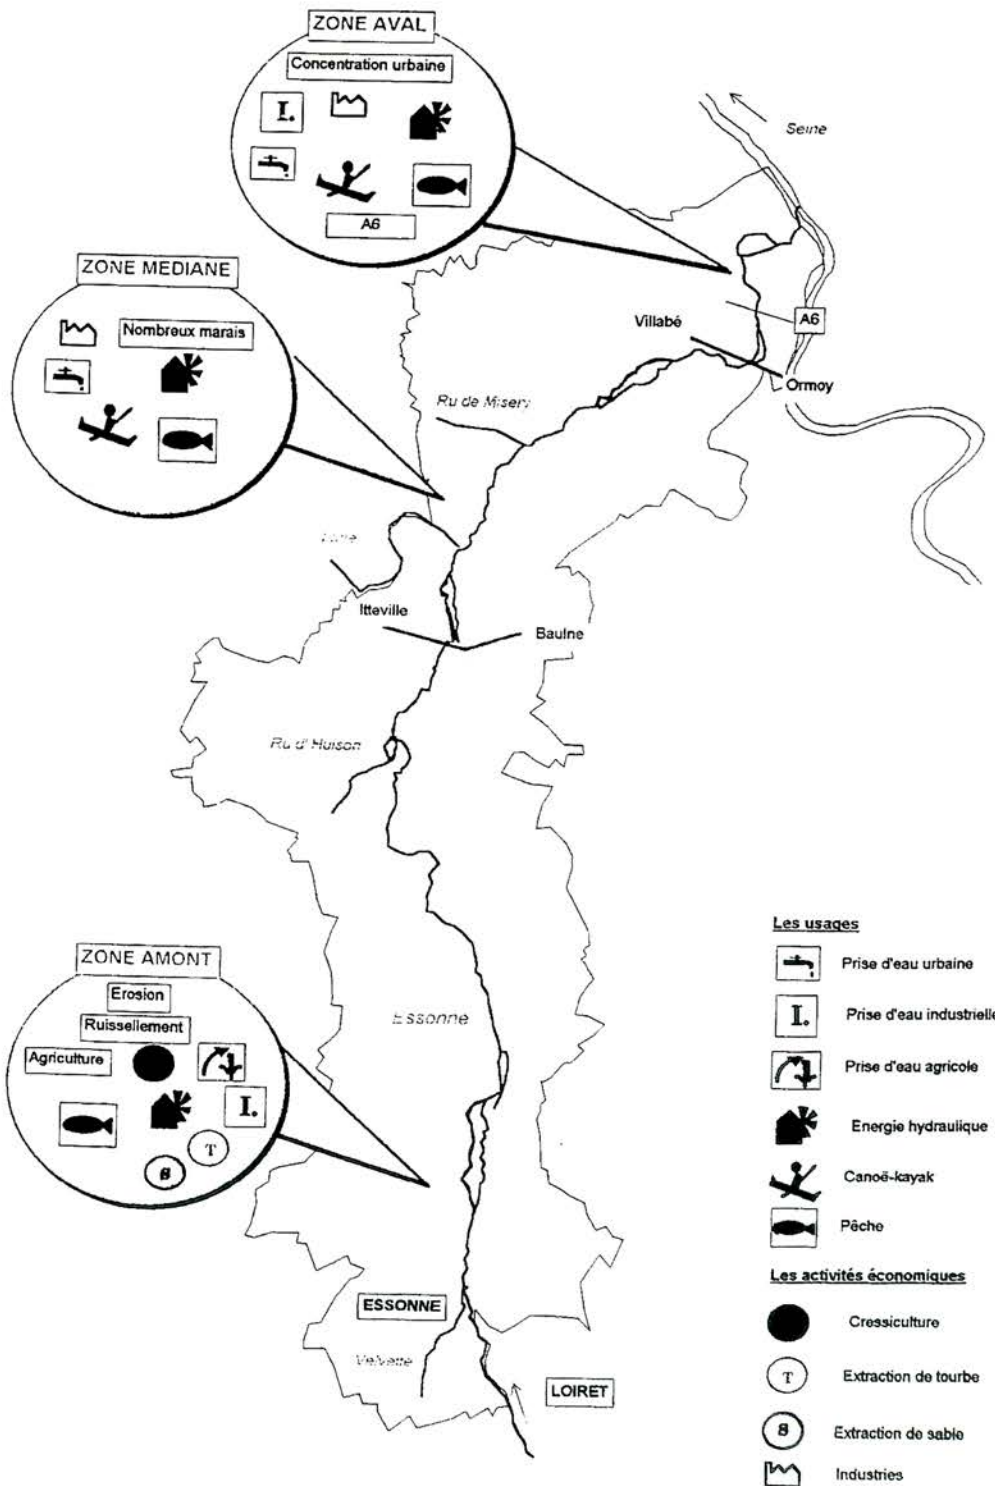 ZONE AVAL
Concentration urbaine
I.
A6
Seine
ZONE MEDIANE
Nombreux marais
Villabé
A6
Ormoy
Ru de Misery
Itteville
Baulne
Ru d' Huison
ZONE AMONT
Erosion
Ruissellement
Agriculture
I.
T
S
Essonne
ESSONNE
Velvette
LOIRET
Les usages
Prise d'eau urbaine
I.
Prise d'eau industrielle
Prise d'eau agricole
Energie hydraulique
Canoë-kayak
Pêche
Les activités économiques
Cressiculture
T
Extraction de tourbe
S
Extraction de sable
Industries